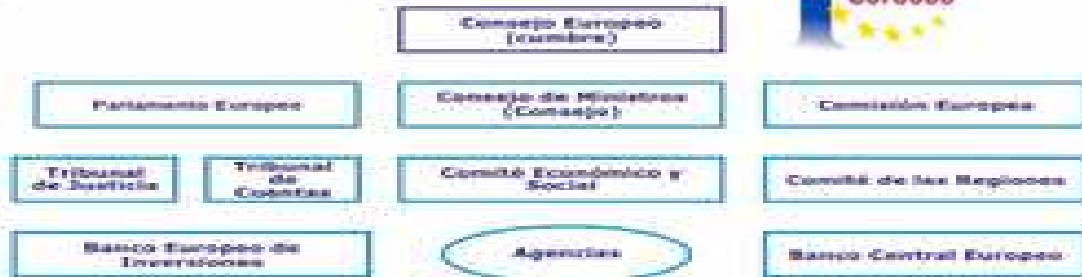 Consejo Europeo
(cumbre)
Parlamento Europeo
Consejo de Ministros
(Consejo)
Comisión Europea
Tribunal
de Justicia
Tribunal
de
Cuentas
Comité Económico y
Social
Comité de las Regiones
Banco Europeo de
Inversiones
Agencias
Banco Central Europeo